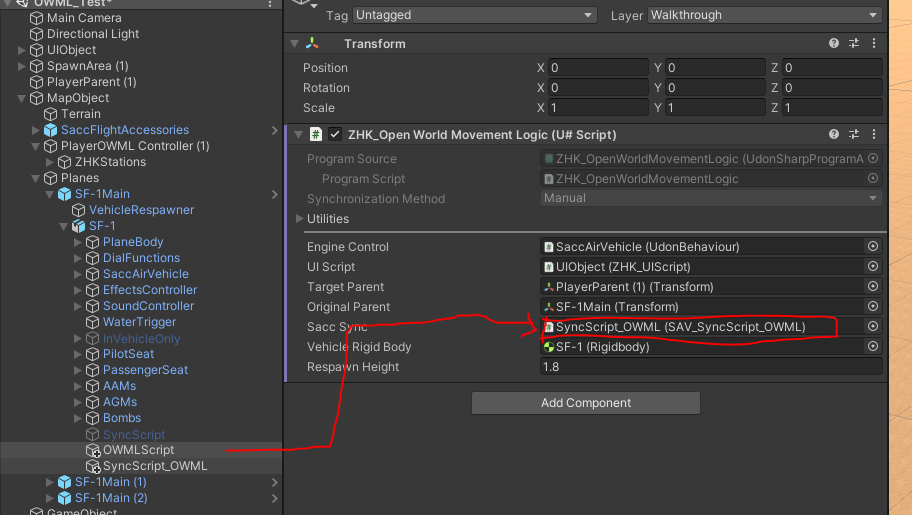 OWML_Test*
Main Camera
Directional Light
UIObject
SpawnArea (1)
PlayerParent (1)
MapObject
Terrain
SaccFlightAccessories
PlayerOWML Controller (1)
ZHKStations
Planes
SF-1Main
VehicleRespawner
SF-1
PlaneBody
DialFunctions
SaccAirVehicle
EffectsController
SoundController
WaterTrigger
InVehicleOnly
PilotSeat
PassengerSeat
AAMs
AGMs
Bombs
SyncScript
OWMLScript
SyncScript_OWML
SF-1Main (1)
SF-1Main (2)
GameObject
Tag Untagged Layer Walkthrough
Transform
Position X 0 Y 0 Z 0
Rotation X 0 Y 0 Z 0
Scale X 1 Y 1 Z 1
# ZHK_Open World Movement Logic (U# Script)
Program Source ZHK_OpenWorldMovementLogic (UdonSharpProgramA
Program Script ZHK_OpenWorldMovementLogic
Synchronization Method Manual
Utilities
Engine Control SaccAirVehicle (UdonBehaviour)
UI Script UIObject (ZHK_UIScript)
Target Parent PlayerParent (1) (Transform)
Original Parent SF-1Main (Transform)
Sacc Sync SyncScript_OWML (SAV_SyncScript_OWML)
Vehicle Rigid Body SF-1 (Rigidbody)
Respawn Height 1.8
Add Component